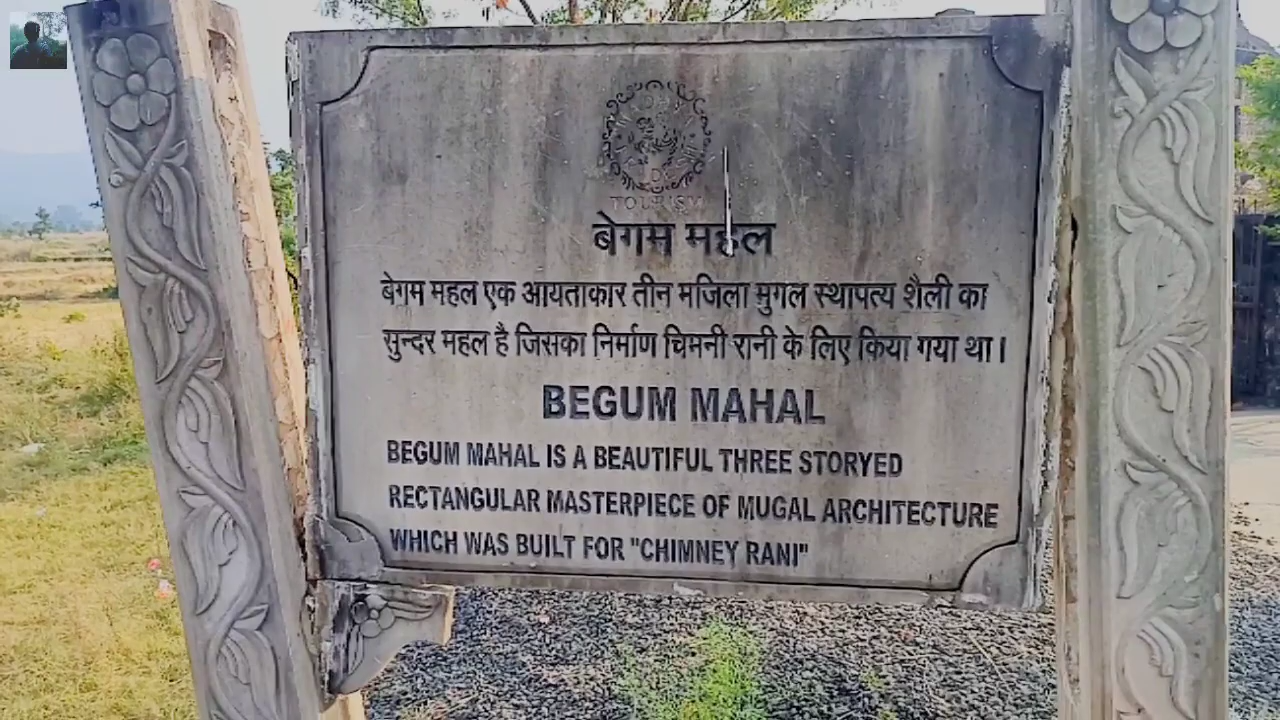 TOURISM
बेगम महल
बेगम महल एक आयताकार तीन मजिला मुगल स्थापत्य शैली का
सुन्दर महल है जिसका निर्माण चिमनी रानी के लिए किया गया था।
BEGUM MAHAL
BEGUM MAHAL IS A BEAUTIFUL THREE STORYED
RECTANGULAR MASTERPIECE OF MUGAL ARCHITECTURE
WHICH WAS BUILT FOR "CHIMNEY RANI"